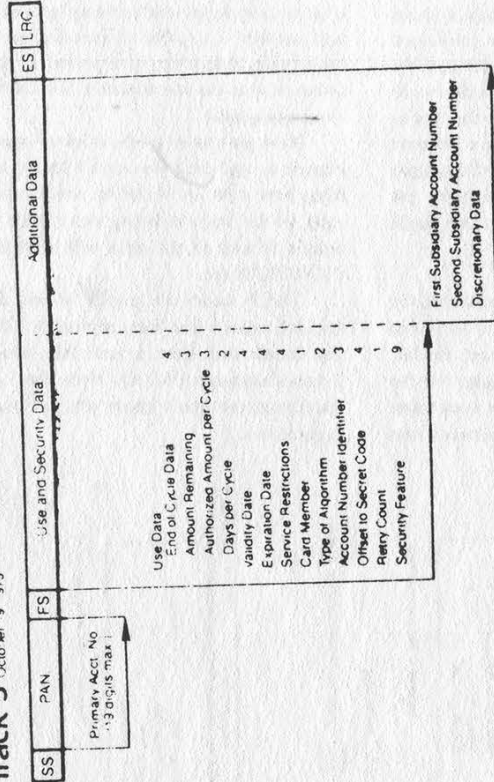 Track 3
SS
PAN
FS
Use and Security Data
Additional Data
ES
LRC
Primary Acct No
19 digits max
Use Data
End of Cycle Data 4
Amount Remaining 4
Authorized Amount per Cycle 3
Days per Cycle 2
Validity Date 4
Expiration Date 4
Service Restrictions
Card Member
Type of Algorithm 2
Account Number Identifier 3
Offset to Secret Code 4
Retry Count
Security Feature 9
First Subsidiary Account Number
Second Subsidiary Account Number
Discretionary Data